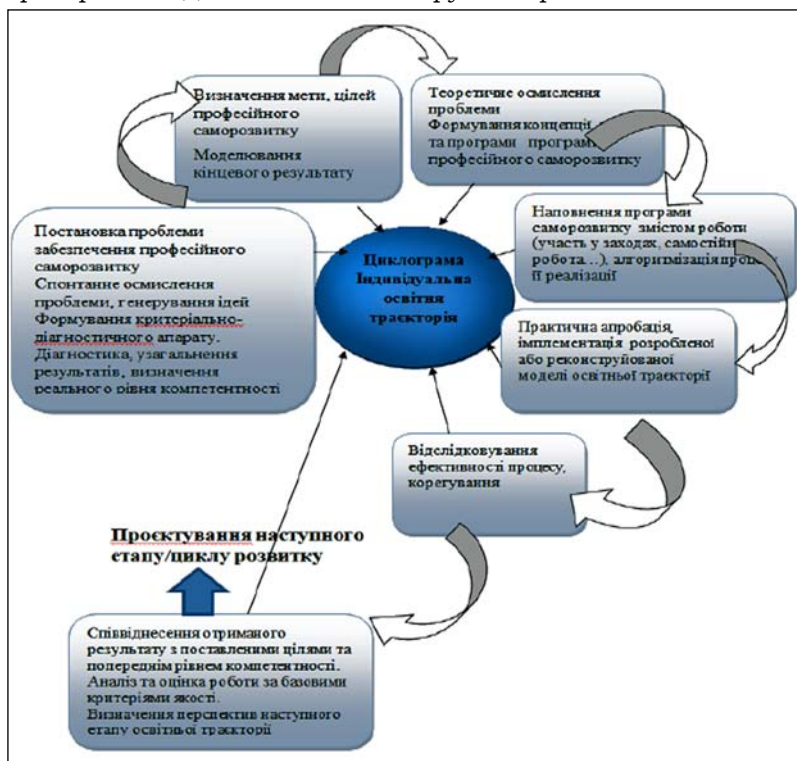 Визначення мети, цілей
професійного
саморозвитку
Моделювання
кінцевого результату
Теоретичне осмислення
проблеми
Формування концепції
та програми програми
професійного саморозвитку
Постановка проблеми
забезпечення професійного
саморозвитку
Спонтанне осмислення
проблеми, генерування ідей
Формування критеріально-
діагностичного апарату.
Діагностика, узагальнення
результатів, визначення
реального рівня компетентності
Циклограма
Індивідуальна
освітня
траєкторія
Наповнення програми
саморозвитку змістом роботи
(участь у заходах,
робота…), алгоритмізація
її реалізації
Практична апробація,
імплементація розробленої
або реконструйованої
моделі освітньої траєкторії
Відслідковування
ефективності процесу,
корегування
Проєктування наступного
етапу/циклу розвитку
Співвіднесення отриманого
результату з поставленими цілями та
попереднім рівнем компетентності.
Аналіз та оцінка роботи за базовими
критеріями якості.
Визначення перспектив наступного
етапу освітньої траєкторії